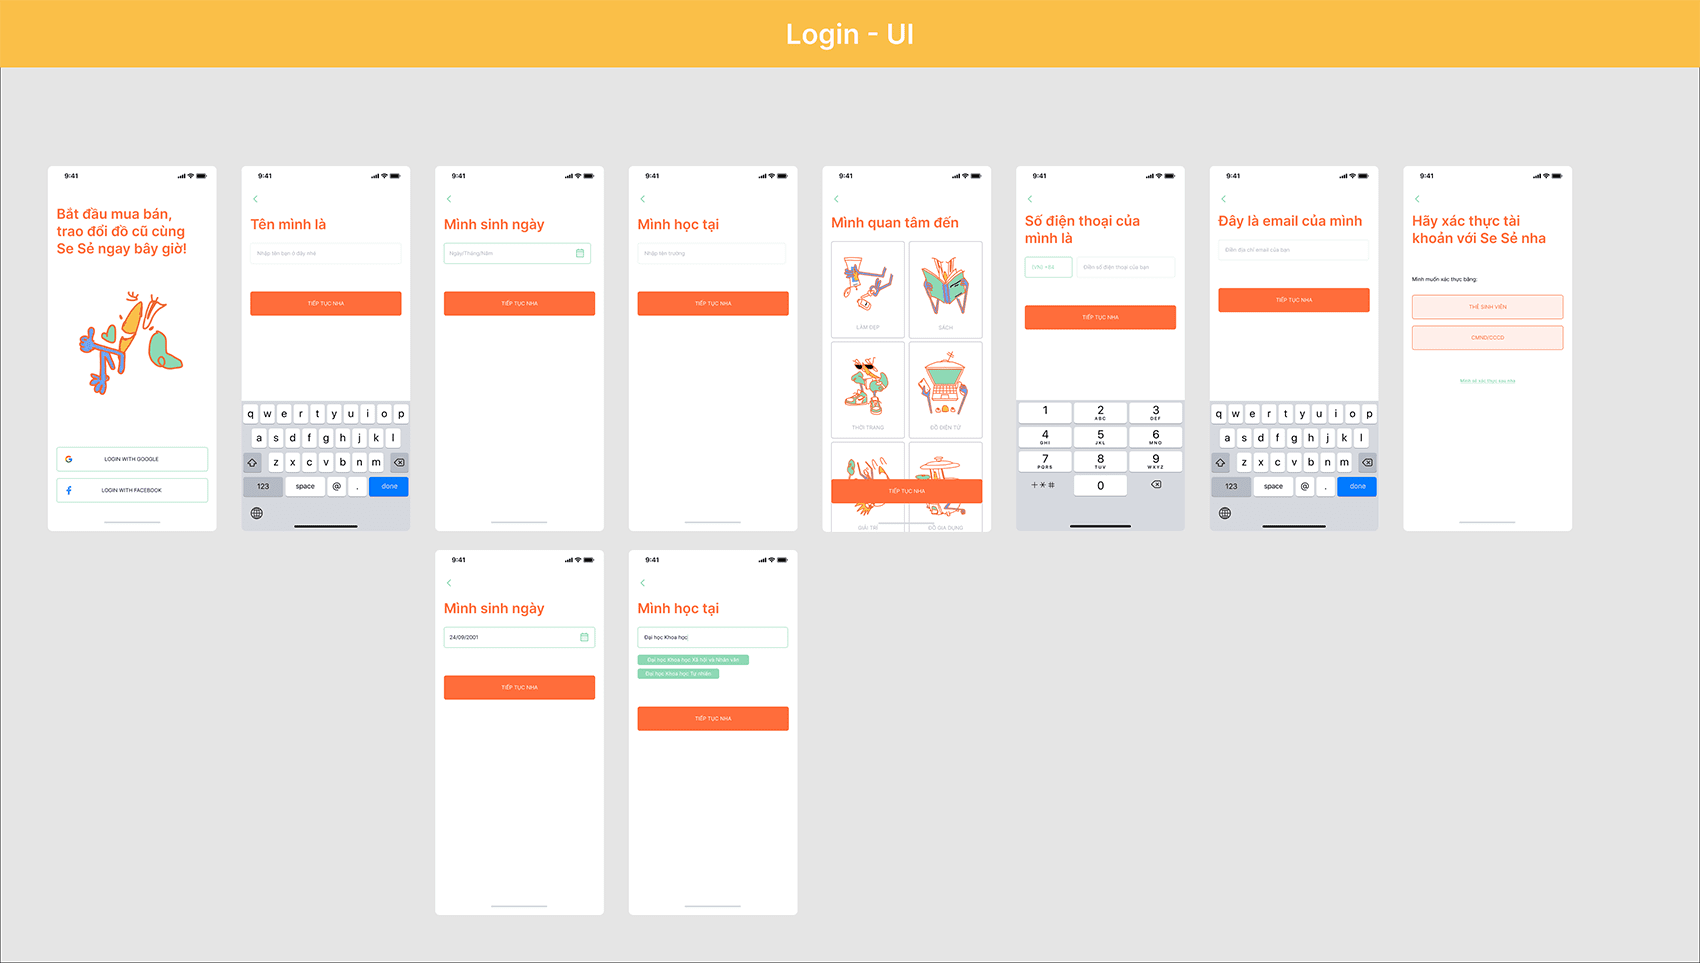 Login - UI
9:41
Bắt đầu mua bán,
trao đổi đồ cũ cùng
Se Sẻ ngay bây giờ!
LOGIN WITH GOOGLE
LOGIN WITH FACEBOOK
9:41
Tên mình là
Nhập tên bạn ở đây nhé
TIẾP TỤC NHA
q w e r t y u i o p
a s d f g h j k l
z x c v b n m
123 space @ . done
9:41
Mình sinh ngày
Ngày/Tháng/Năm
TIẾP TỤC NHA
9:41
Mình học tại
Nhập tên trường
TIẾP TỤC NHA
9:41
Mình quan tâm đến
LÀM ĐẸP
SÁCH
THỜI TRANG
ĐỒ ĐIỆN TỬ
TIẾP TỤC NHA
GIẢI TRÍ
ĐỒ GIA DỤNG
9:41
Số điện thoại của
mình là
(VN) +84
Điền số điện thoại của bạn
TIẾP TỤC NHA
1 2 3
ABC DEF
4 5 6
GHI JKL MNO
7 8 9
PQRS TUV WXYZ
+*# 0
9:41
Đây là email của mình
Điền địa chỉ email của bạn
TIẾP TỤC NHA
q w e r t y u i o p
a s d f g h j k l
z x c v b n m
123 space @ . done
9:41
Hãy xác thực tài
khoản với Se Sẻ nha
Mình muốn xác thực bằng:
THẺ SINH VIÊN
CMND/CCCD
Mình sẽ xác thực sau nha
9:41
Mình sinh ngày
24/09/2001
TIẾP TỤC NHA
9:41
Mình học tại
Đại học Khoa học
Đại học Khoa học Xã hội và Nhân văn
Đại học Khoa học Tự nhiên
TIẾP TỤC NHA